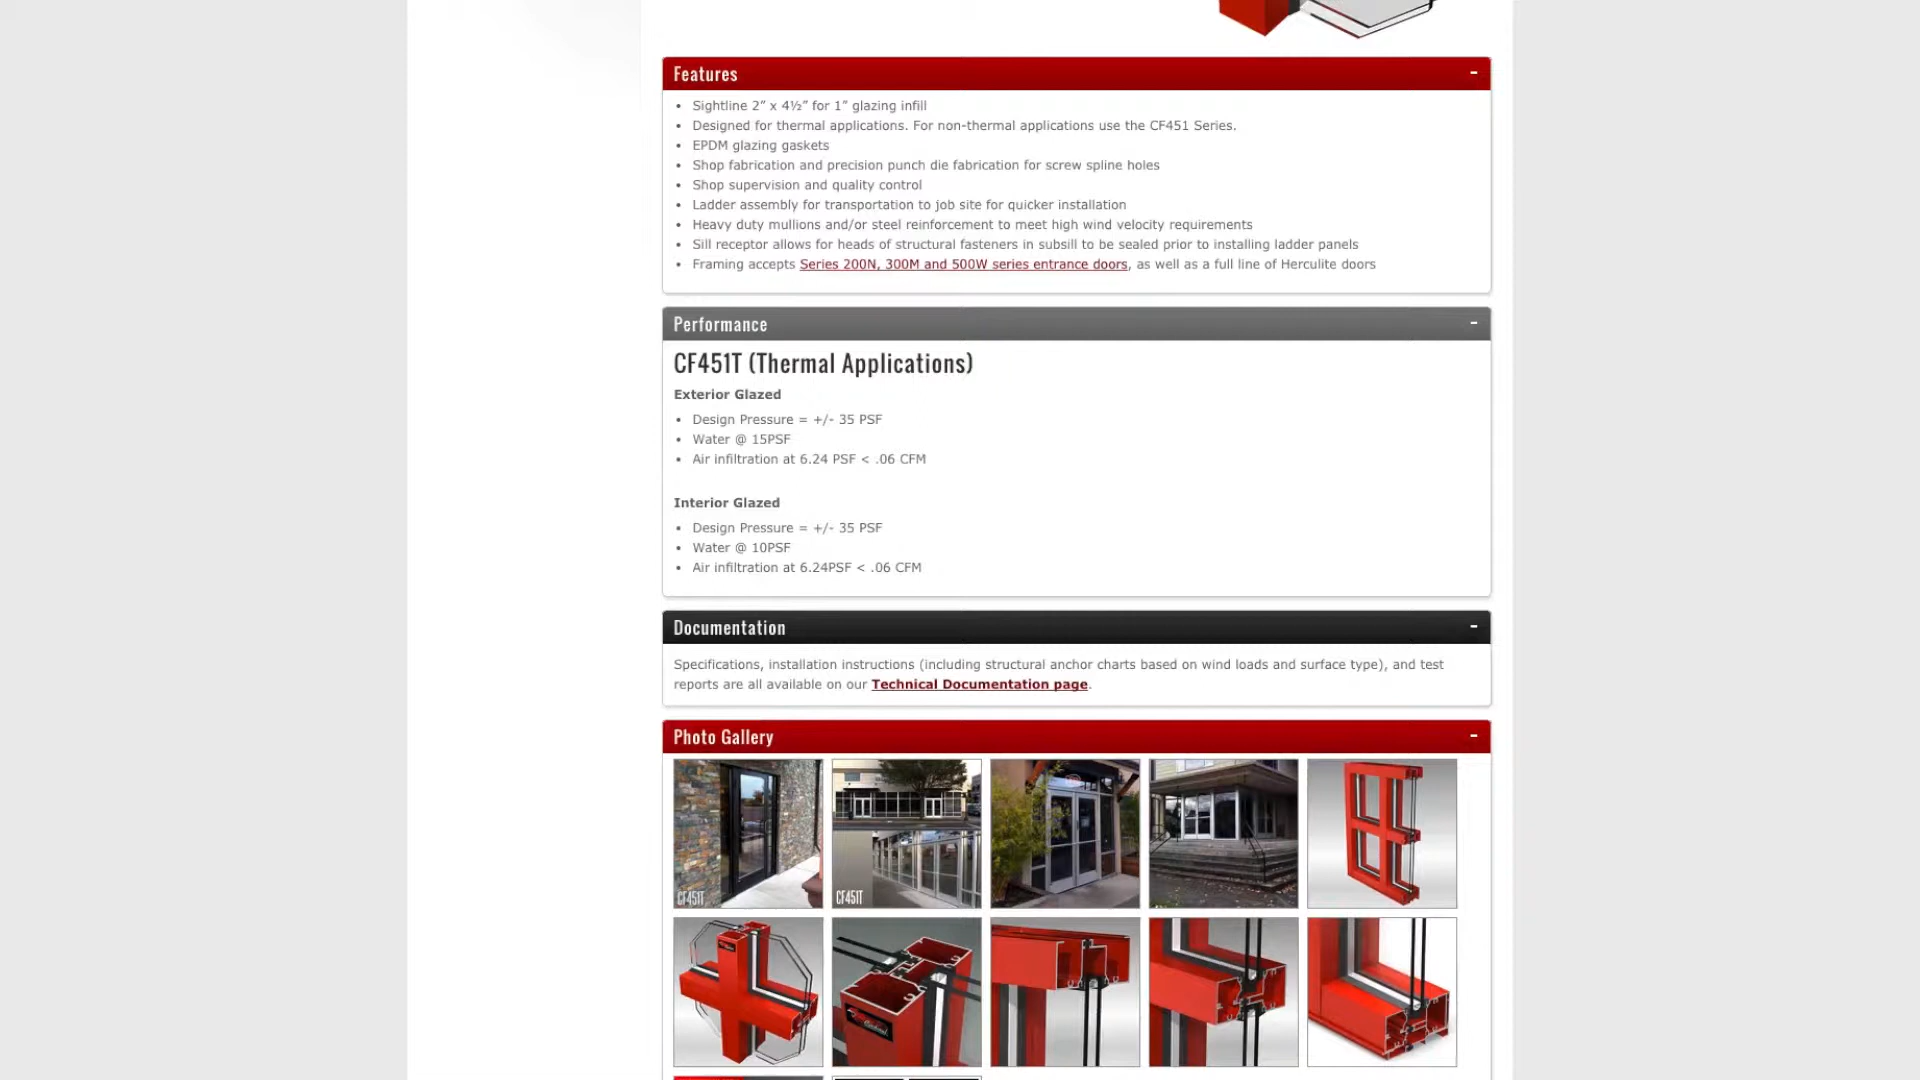 Features
-
• Sightline 2” x 4½” for 1” glazing infill
• Designed for thermal applications. For non-thermal applications use the CF451 Series.
• EPDM glazing gaskets
• Shop fabrication and precision punch die fabrication for screw spline holes
• Shop supervision and quality control
• Ladder assembly for transportation to job site for quicker installation
• Heavy duty mullions and/or steel reinforcement to meet high wind velocity requirements
• Sill receptor allows for heads of structural fasteners in subsill to be sealed prior to installing ladder panels
• Framing accepts Series 200N, 300M and 500W series entrance doors, as well as a full line of Herculite doors
Performance
-
CF451T (Thermal Applications)
Exterior Glazed
• Design Pressure = +/- 35 PSF
• Water @ 15PSF
• Air infiltration at 6.24 PSF < .06 CFM
Interior Glazed
• Design Pressure = +/- 35 PSF
• Water @ 10PSF
• Air infiltration at 6.24PSF < .06 CFM
Documentation
-
Specifications, installation instructions (including structural anchor charts based on wind loads and surface type), and test
reports are all available on our Technical Documentation page.
Photo Gallery
-
CF451T
CF451T